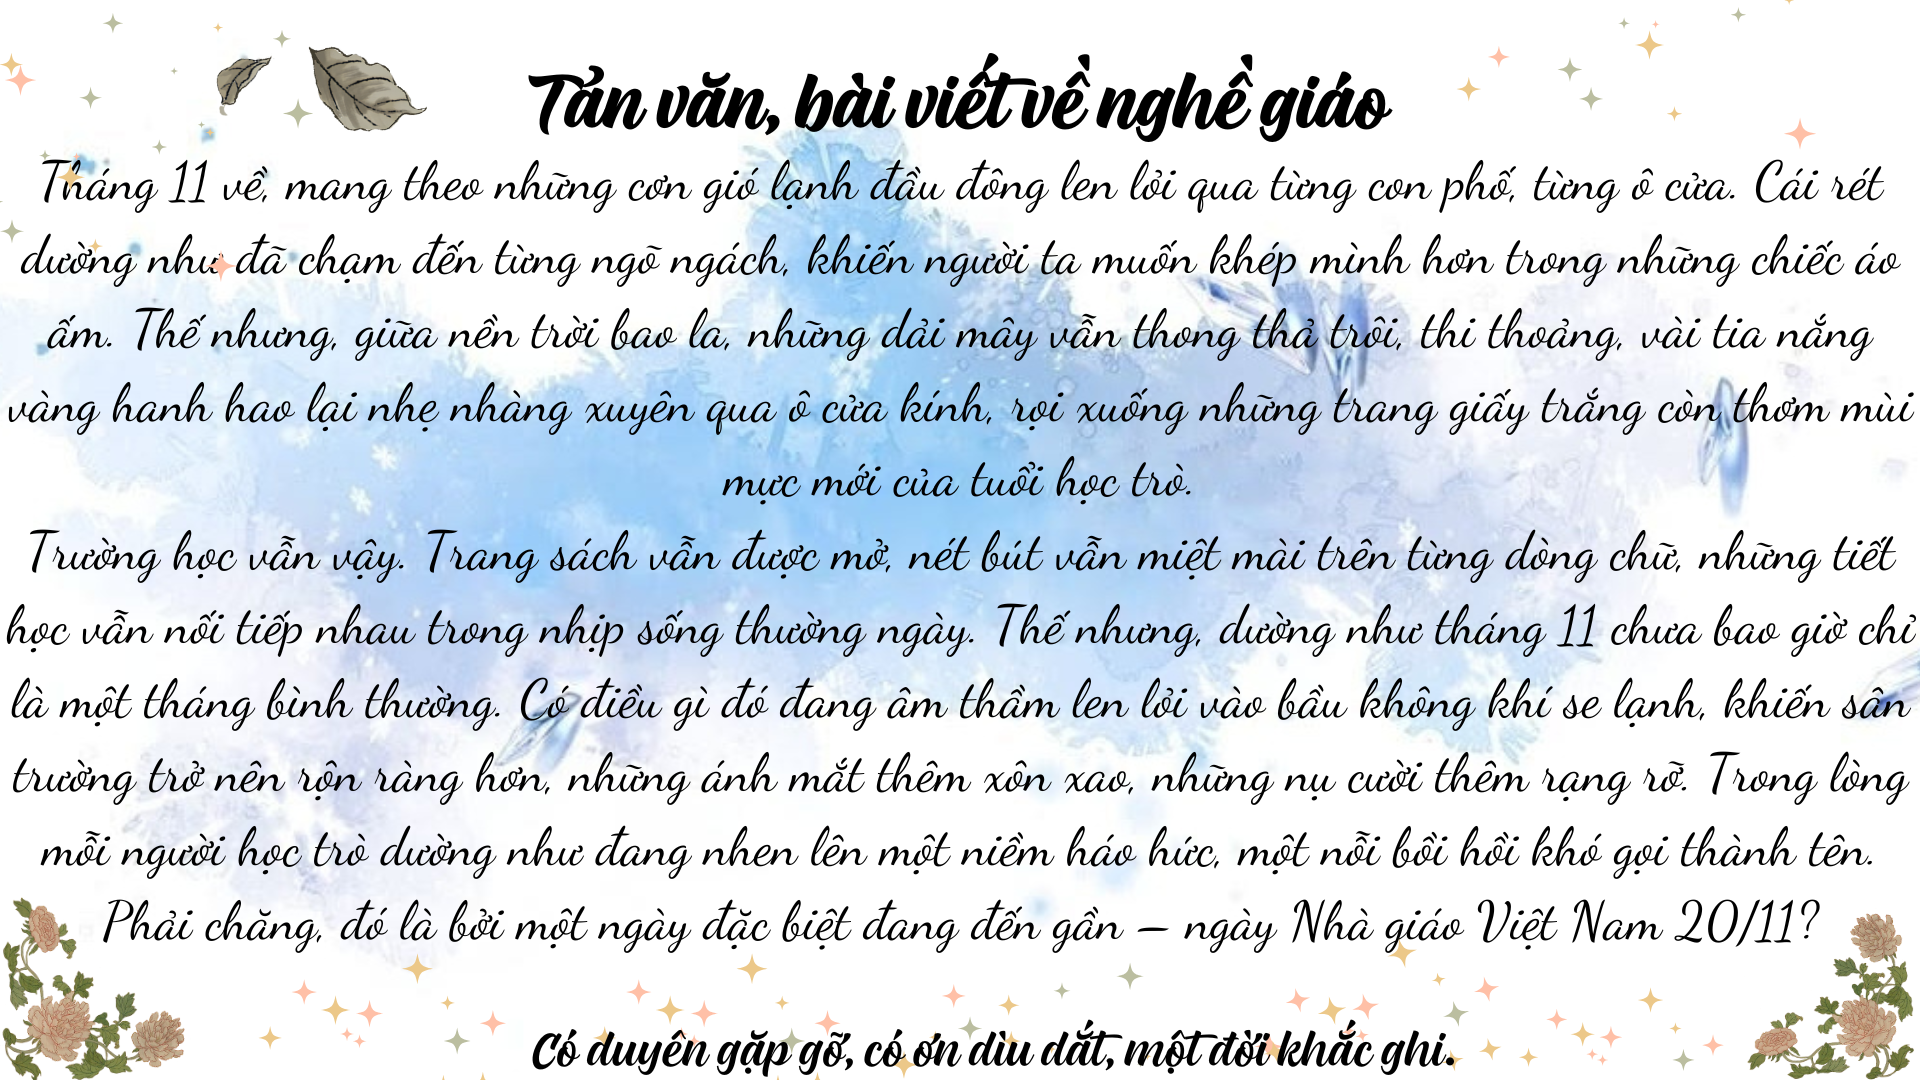 Tản văn, bài viết về nghề giáo
Tháng 11 về, mang theo những cơn gió lạnh đầu đông len lỏi qua từng con phố, từng ô cửa. Cái rét
dường như đã chạm đến từng ngõ ngách, khiến người ta muốn khép mình hơn trong những chiếc áo
ấm. Thế nhưng, giữa nền trời bao la, những dải mây vẫn thong thả trôi, thi thoảng, vài tia nắng
vàng hanh hao lại nhẹ nhàng xuyên qua ô cửa kính, rọi xuống những trang giấy trắng còn thơm mùi
mực mới của tuổi học trò.
Trường học vẫn vậy. Trang sách vẫn được mở, nét bút vẫn miệt mài trên từng dòng chữ, những tiết
học vẫn nối tiếp nhau trong nhịp sống thường ngày. Thế nhưng, dường như tháng 11 chưa bao giờ chỉ
là một tháng bình thường. Có điều gì đó đang âm thầm len lỏi vào bầu không khí se lạnh, khiến sân
trường trở nên rộn ràng hơn, những ánh mắt thêm xôn xao, những nụ cười thêm rạng rỡ. Trong lòng
mỗi người học trò dường như đang nhen lên một niềm háo hức, một nỗi bồi hồi khó gọi thành tên.
Phải chăng, đó là bởi một ngày đặc biệt đang đến gần – ngày Nhà giáo Việt Nam 20/11?
Có duyên gặp gỡ, có ơn dìu dắt, một đời khắc ghi.